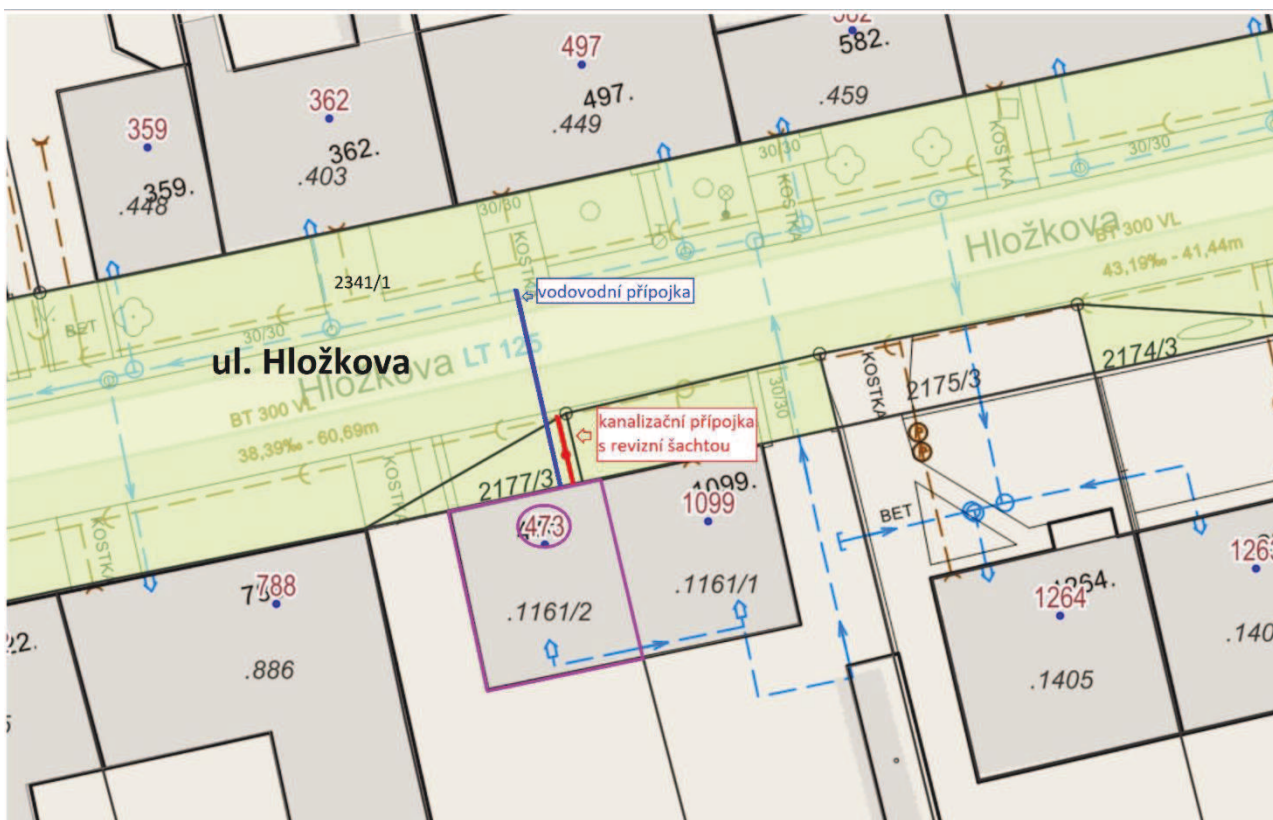 582
582.
497
497.
.449
.459
362
362.
.403
359
359.
.448
30/30
KOSTKA
30/30
KOSTKA
30/30
KOSTKA
Hložkova
BT 300 VL
43,19‰ - 41,44m
2341/1
vodovodní přípojka
BET
30/30
ul. Hložkova
Hložkova LT 125
BT 300 VL
38,39‰ - 60,69m
kanalizační přípojka
s revizní šachtou
30/30
KOSTKA
2175/3
2174/3
KOSTKA
KOSTKA
2177/3
1099.
1099
473
BET
788
.1161/2
.1161/1
1264.
1264
.886
.1405